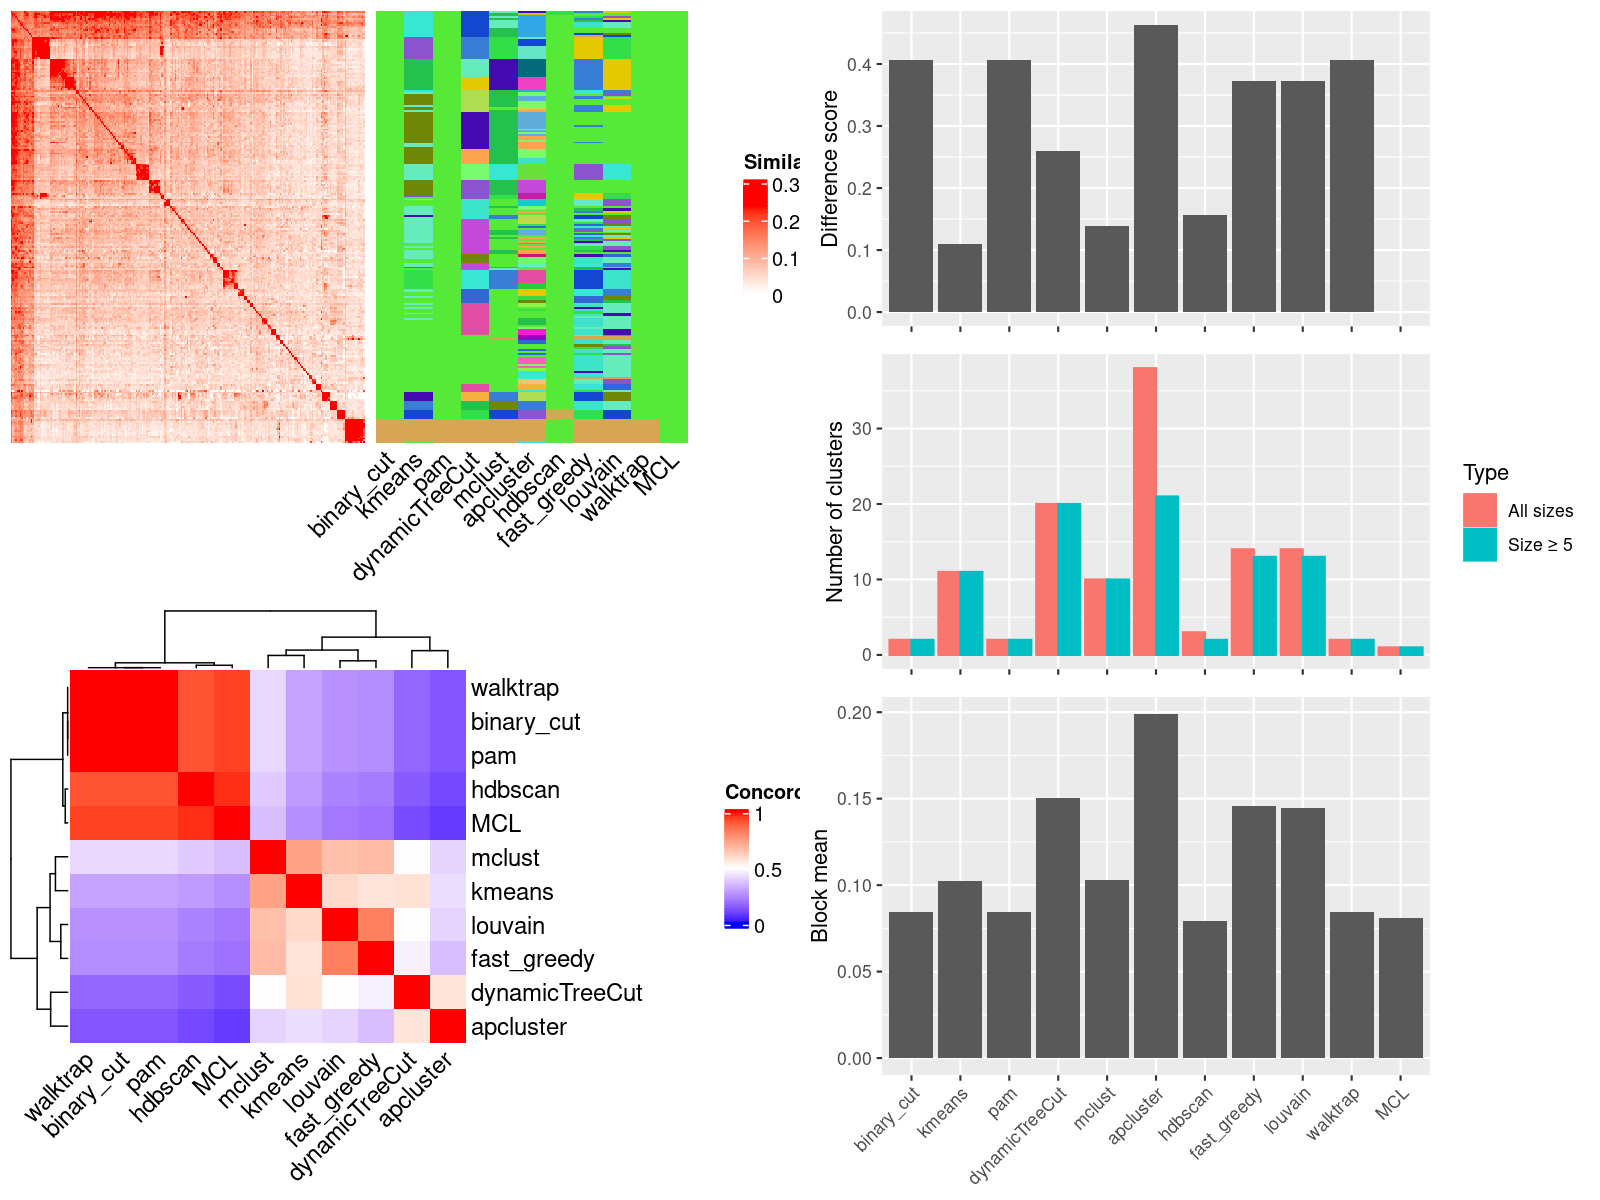 Simila
0.3
0.2
0.1
0
binary_cut
kmeans
pam
dynamicTreeCut
mclust
apcluster
hdbscan
fast_greedy
louvain
walktrap
MCL
walktrap
binary_cut
pam
hdbscan
MCL
mclust
kmeans
louvain
fast_greedy
dynamicTreeCut
apcluster
walktrap
binary_cut
pam
hdbscan
MCL
mclust
kmeans
louvain
fast_greedy
dynamicTreeCut
apcluster
Concord
1
0.5
0
Difference score
0.4
0.3
0.2
0.1
0.0
Number of clusters
30
20
10
0
Type
All sizes
Size ≥ 5
Block mean
0.20
0.15
0.10
0.05
0.00
binary_cut
kmeans
pam
dynamicTreeCut
mclust
apcluster
hdbscan
fast_greedy
louvain
walktrap
MCL